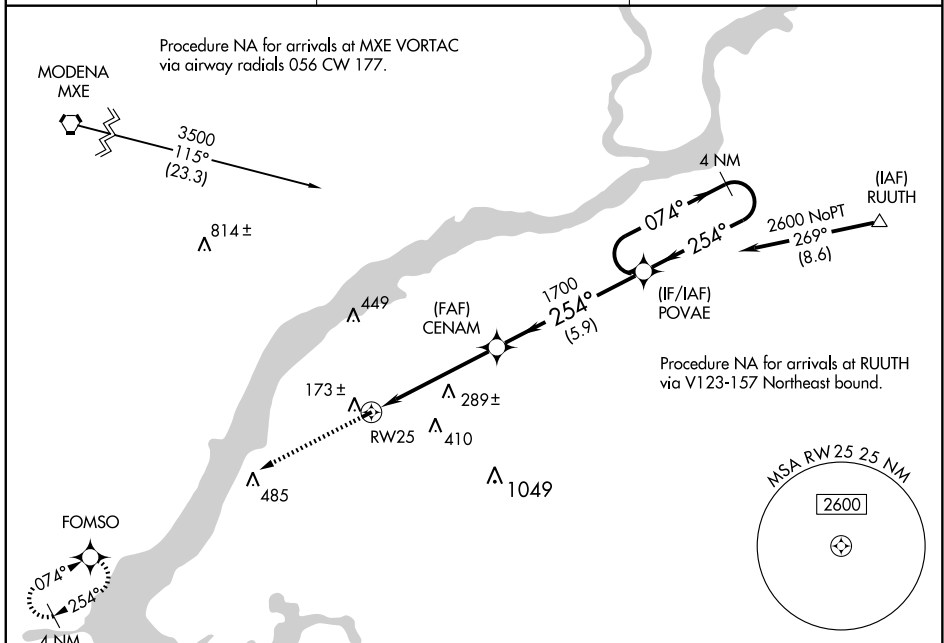 Procedure NA for arrivals at MXE VORTAC
via airway radials 056 CW 177.
MODENA
MXE
3500
115°
(23.3)
814±
4 NM
074°
254°
(IAF)
RUUTH
2600 NoPT
269°
(8.6)
(IF/IAF)
POVAE
1700
254°
(5.9)
(FAF)
CENAM
449
Procedure NA for arrivals at RUUTH
via V123-157 Northeast bound.
173±
289±
RW25
410
485
1049
MSA RW25 25 NM
2600
FOMSO
074°
254°
4 NM